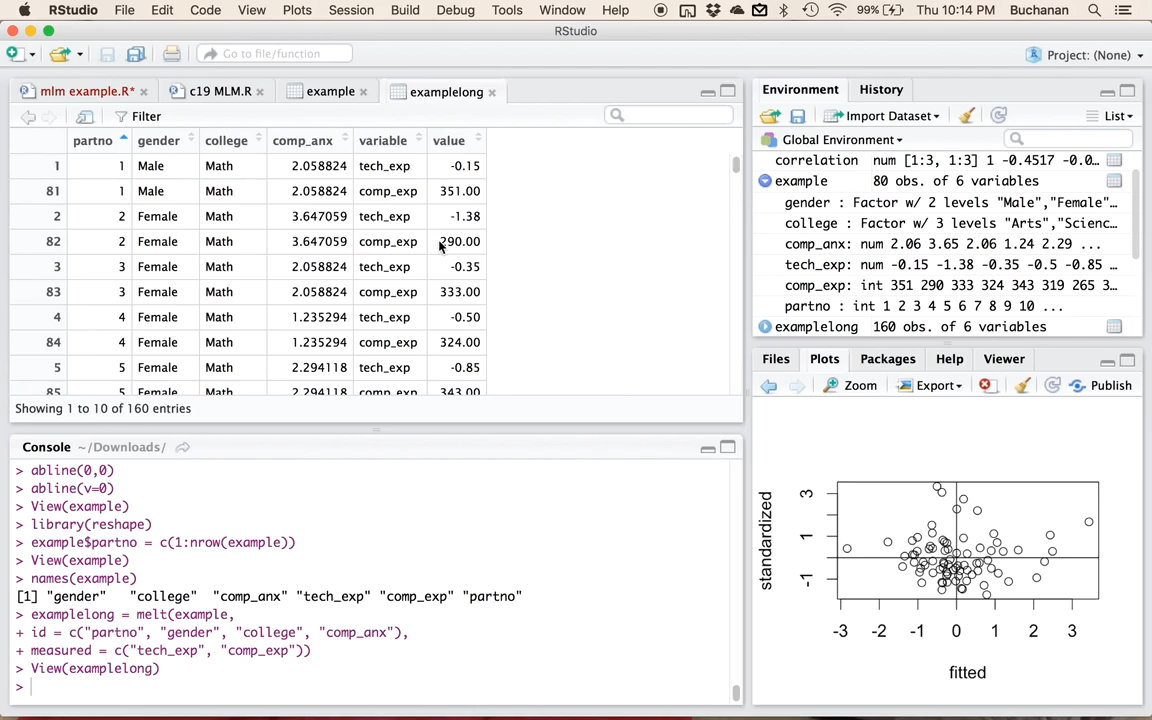 RStudio File Edit Code View Plots Session Build Debug Tools Window Help 99% Thu 10:14 PM Buchanan
RStudio
Go to file/function
Project: (None)
mlm example.R* c19 MLM.R example examplelong
Filter
partno gender college comp_anx variable value
1 1 Male Math 2.058824 tech_exp -0.15
81 1 Male Math 2.058824 comp_exp 351.00
2 2 Female Math 3.647059 tech_exp -1.38
82 2 Female Math 3.647059 comp_exp 290.00
3 3 Female Math 2.058824 tech_exp -0.35
83 3 Female Math 2.058824 comp_exp 333.00
4 4 Female Math 1.235294 tech_exp -0.50
84 4 Female Math 1.235294 comp_exp 324.00
5 5 Female Math 2.294118 tech_exp -0.85
85 5 Female Math 2.294118 comp_exp 343.00
Showing 1 to 10 of 160 entries
Console ~/Downloads/
> abline(0,0)
> abline(v=0)
> View(example)
> library(reshape)
> example$partno = c(1:nrow(example))
> View(example)
> names(example)
[1] "gender" "college" "comp_anx" "tech_exp" "comp_exp" "partno"
> examplelong = melt(example,
+ id = c("partno", "gender", "college", "comp_anx"),
+ measured = c("tech_exp", "comp_exp"))
> View(examplelong)
>
Environment History
Import Dataset List
Global Environment
correlation num [1:3, 1:3] 1 -0.4517 -0.0…
example 80 obs. of 6 variables
gender : Factor w/ 2 levels "Male","Female"…
college : Factor w/ 3 levels "Arts","Scienc…
comp_anx: num 2.06 3.65 2.06 1.24 2.29 ...
tech_exp: num -0.15 -1.38 -0.35 -0.5 -0.85 …
comp_exp: int 351 290 333 324 343 319 265 3…
partno : int 1 2 3 4 5 6 7 8 9 10 ...
examplelong 160 obs. of 6 variables
Files Plots Packages Help Viewer
Zoom Export Publish
standardized
3
1
-1
-3 -2 -1 0 1 2 3
fitted